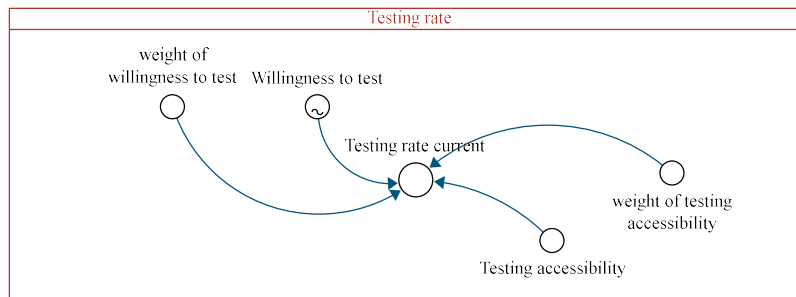 Testing rate
weight of
willingness to test
Willingness to test
Testing rate current
weight of testing
accessibility
Testing accessibility